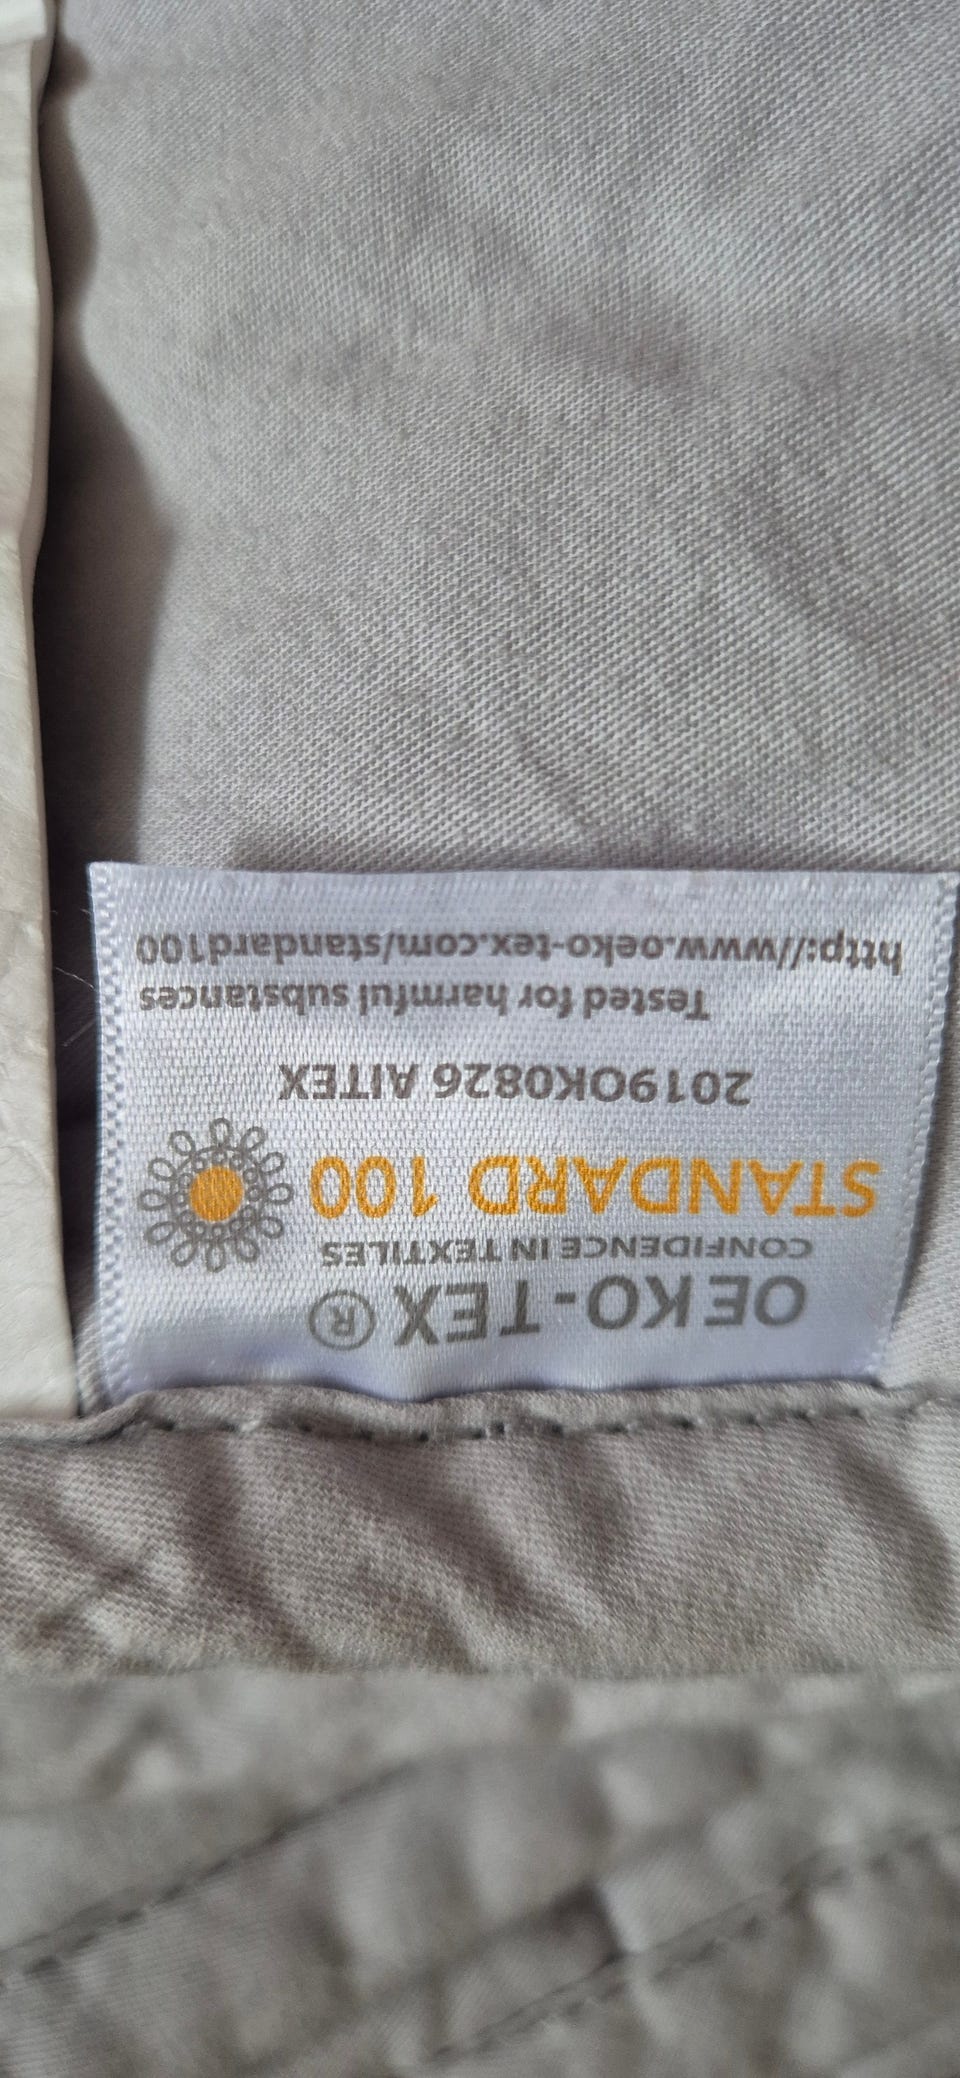 OEKO-TEX®
CONFIDENCE IN TEXTILES
STANDARD 100
2019OK0826 AITEX
Tested for harmful substances
http://www.oeko-tex.com/standard100